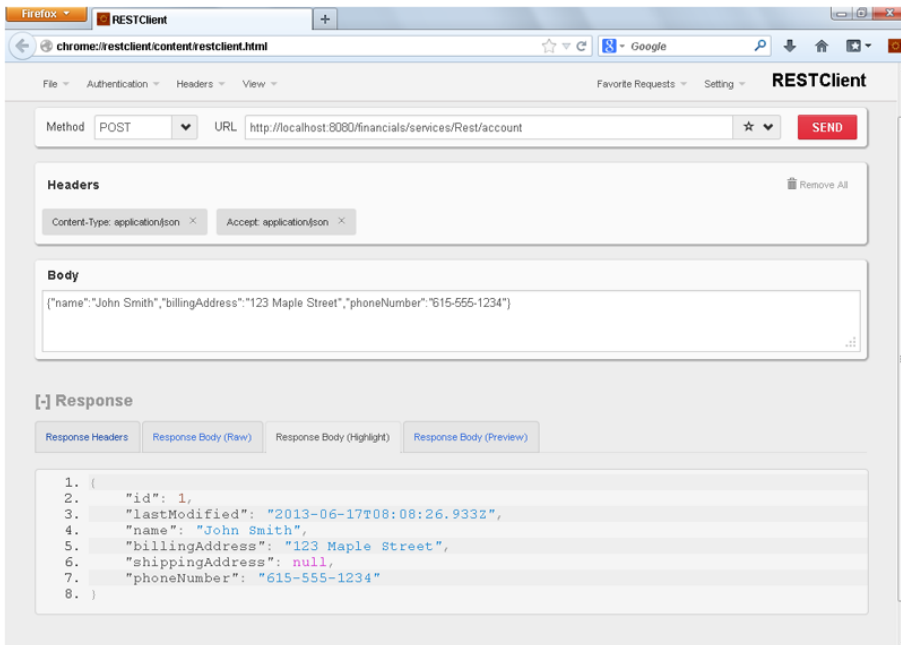 Firefox
RESTClient
chrome://restclient/content/restclient.html
Google
File Authentication Headers View Favorite Requests Setting RESTClient
Method POST URL http://localhost:8080/financials/services/Rest/account SEND
Headers Remove All
Content-Type: application/json Accept: application/json
Body
{"name":"John Smith","billingAddress":"123 Maple Street","phoneNumber":"615-555-1234"}
[-] Response
Response Headers Response Body (Raw) Response Body (Highlight) Response Body (Preview)
1. {
2. "id": 1,
3. "lastModified": "2013-06-17T08:08:26.933Z",
4. "name": "John Smith",
5. "billingAddress": "123 Maple Street",
6. "shippingAddress": null,
7. "phoneNumber": "615-555-1234"
8. }